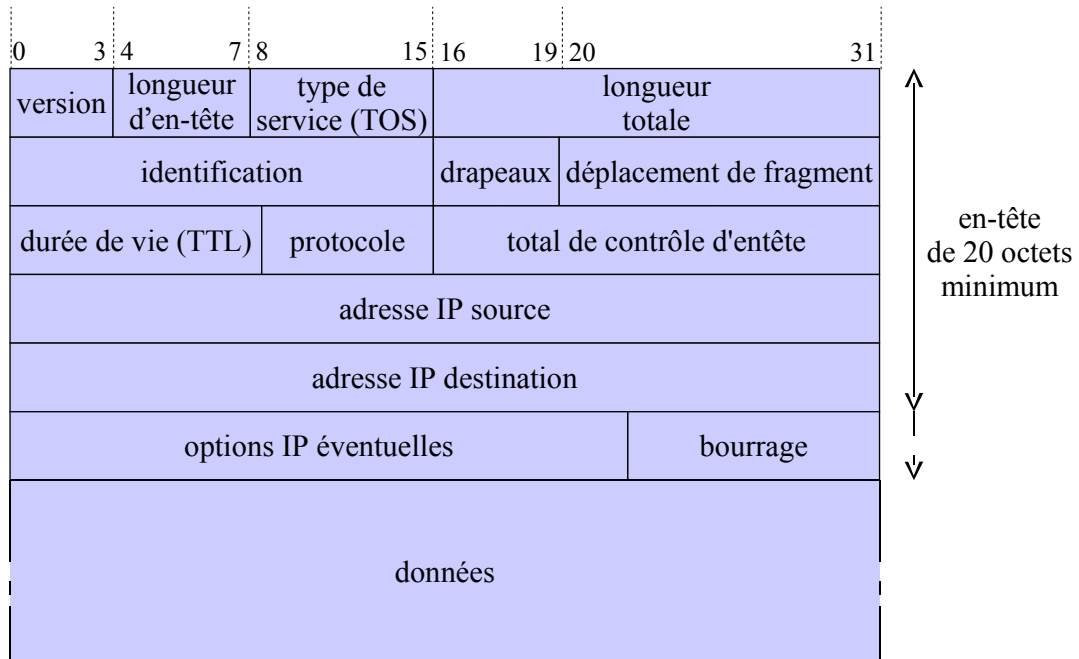 0 3 4 7 8 15 16 19 20 31
version
longueur
d'en-tête
type de
service (TOS)
longueur
totale
identification
drapeaux
déplacement de fragment
durée de vie (TTL)
protocole
total de contrôle d'entête
adresse IP source
adresse IP destination
options IP éventuelles
bourrage
données
en-tête
de 20 octets
minimum